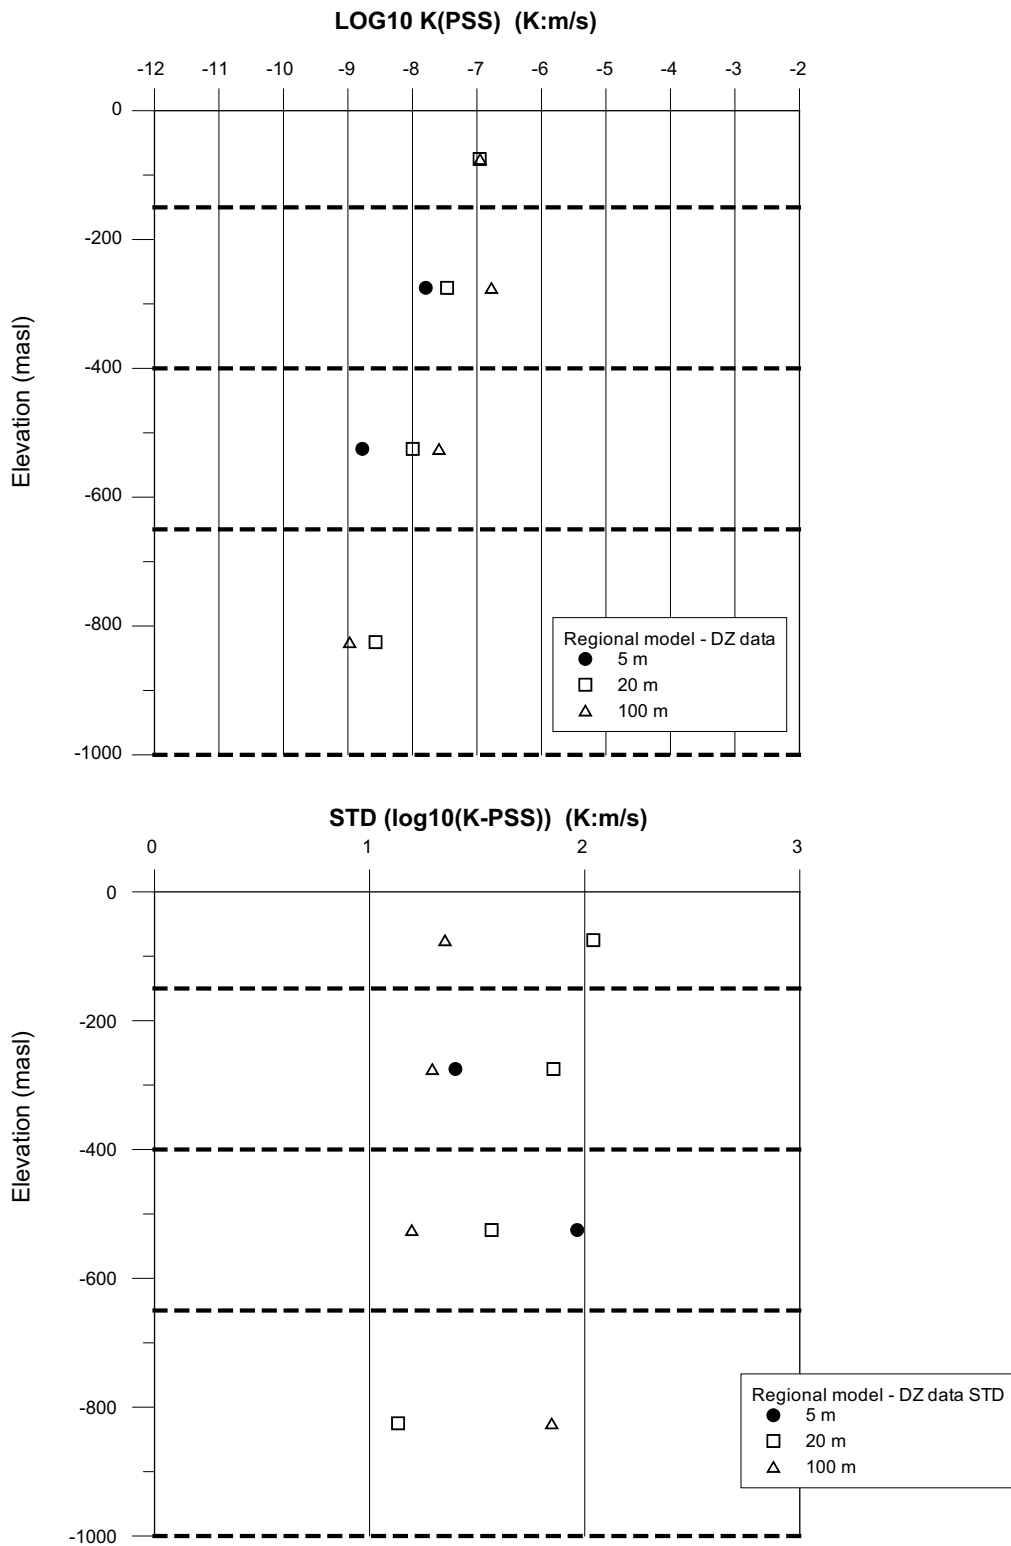 LOG10 K(PSS) (K:m/s)
-12 -11 -10 -9 -8 -7 -6 -5 -4 -3 -2
0
-200
-400
-600
-800
-1000
Elevation (masl)
Regional model - DZ data
5 m
20 m
100 m
STD (log10(K-PSS)) (K:m/s)
0 1 2 3
0
-200
-400
-600
-800
-1000
Elevation (masl)
Regional model - DZ data STD
5 m
20 m
100 m